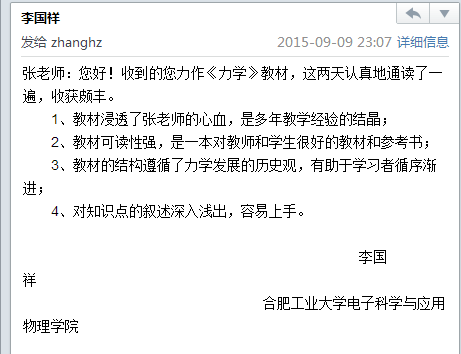 李国祥
发给 zhanghz 2015-09-09 23:07 详细信息
张老师：您好！收到的您力作《力学》教材，这两天认真地通读了一
遍，收获颇丰。
1、教材浸透了张老师的心血，是多年教学经验的结晶；
2、教材可读性强，是一本对教师和学生很好的教材和参考书；
3、教材的结构遵循了力学发展的历史观，有助于学习者循序渐
进；
4、对知识点的叙述深入浅出，容易上手。
李国
祥
合肥工业大学电子科学与应用
物理学院